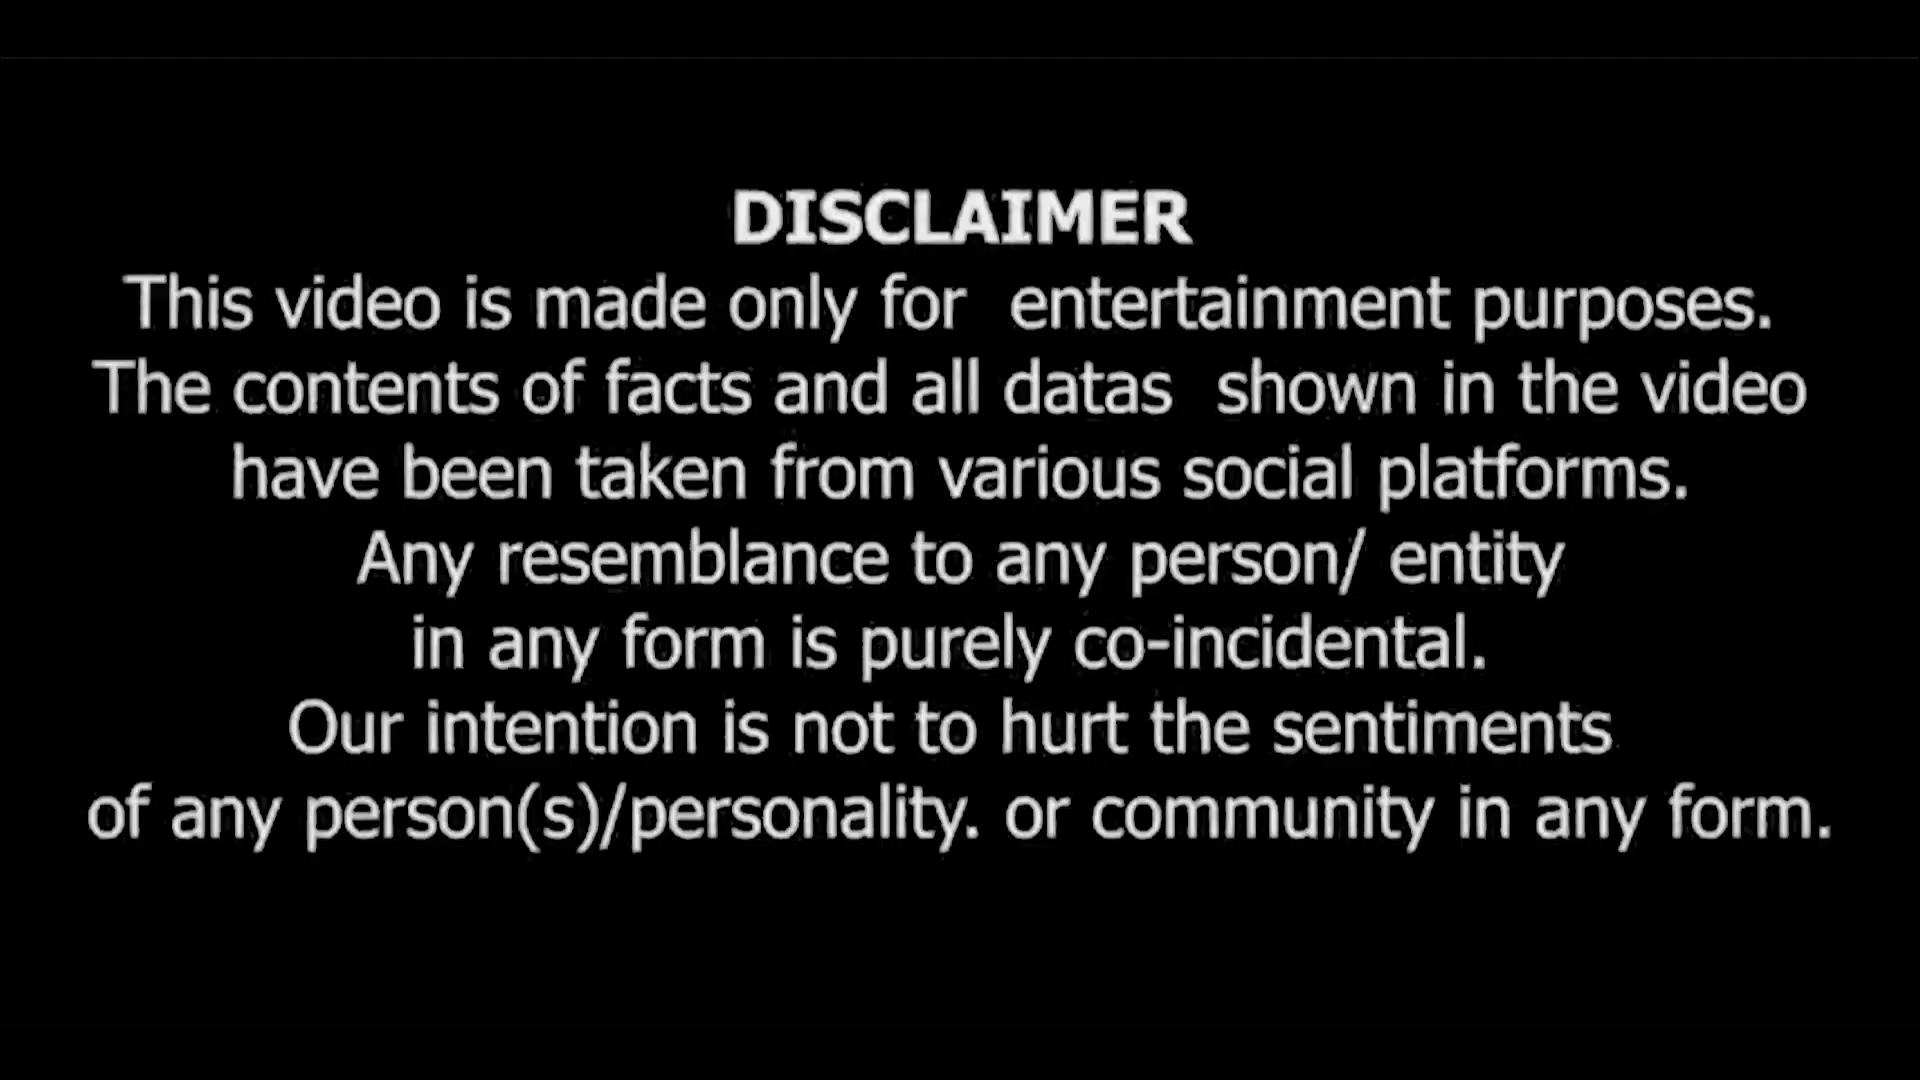 DISCLAIMER
This video is made only for entertainment purposes.
The contents of facts and all datas shown in the video
have been taken from various social platforms.
Any resemblance to any person/ entity
in any form is purely co-incidental.
Our intention is not to hurt the sentiments
of any person(s)/personality. or community in any form.